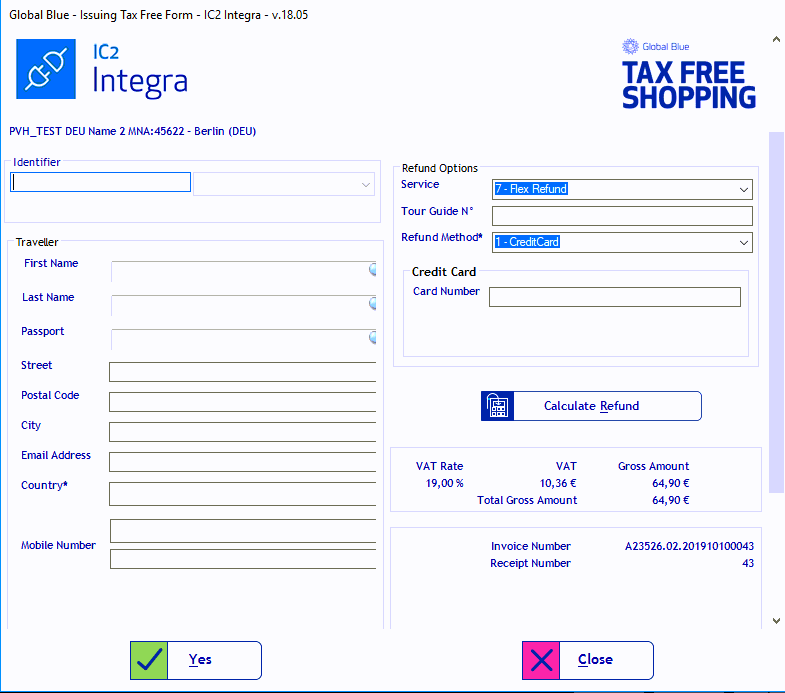 Global Blue - Issuing Tax Free Form - IC2 Integra - v.18.05
IC2
Integra
Global Blue
TAX FREE
SHOPPING
PVH_TEST DEU Name 2 MNA:45622 - Berlin (DEU)
Identifier
Traveller
First Name
Last Name
Passport
Street
Postal Code
City
Email Address
Country*
Mobile Number
Refund Options
Service
7 - Flex Refund
Tour Guide N°
Refund Method*
1 - CreditCard
Credit Card
Card Number
Calculate Refund
VAT Rate VAT Gross Amount
19,00 % 10,36 € 64,90 €
Total Gross Amount 64,90 €
Invoice Number A23526.02.201910100043
Receipt Number 43
Yes
Close